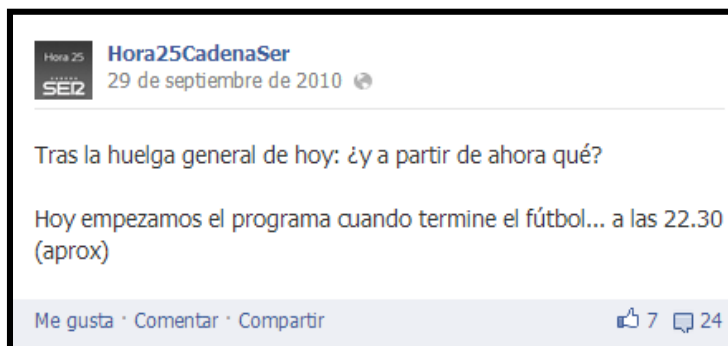 Hora 25
SER
Hora25CadenaSer
29 de septiembre de 2010
Tras la huelga general de hoy: ¿y a partir de ahora qué?
Hoy empezamos el programa cuando termine el fútbol... a las 22.30
(aprox)
Me gusta · Comentar · Compartir 7 24